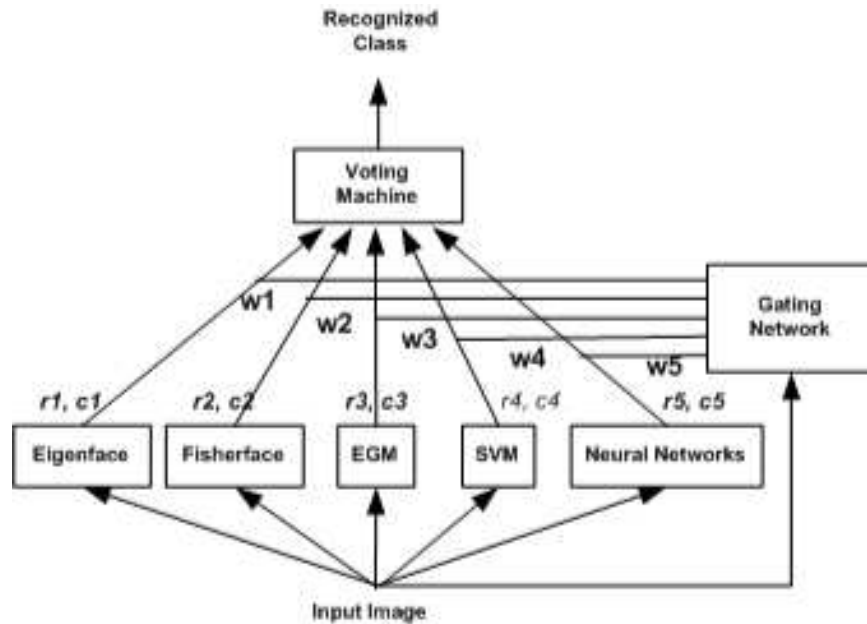 Recognized
Class
Voting
Machine
Gating
Network
w1
w2
w3
w4
w5
r1, c1
r2, c2
r3, c3
r4, c4
r5, c5
Eigenface
Fisherface
EGM
SVM
Neural Networks
Input Image